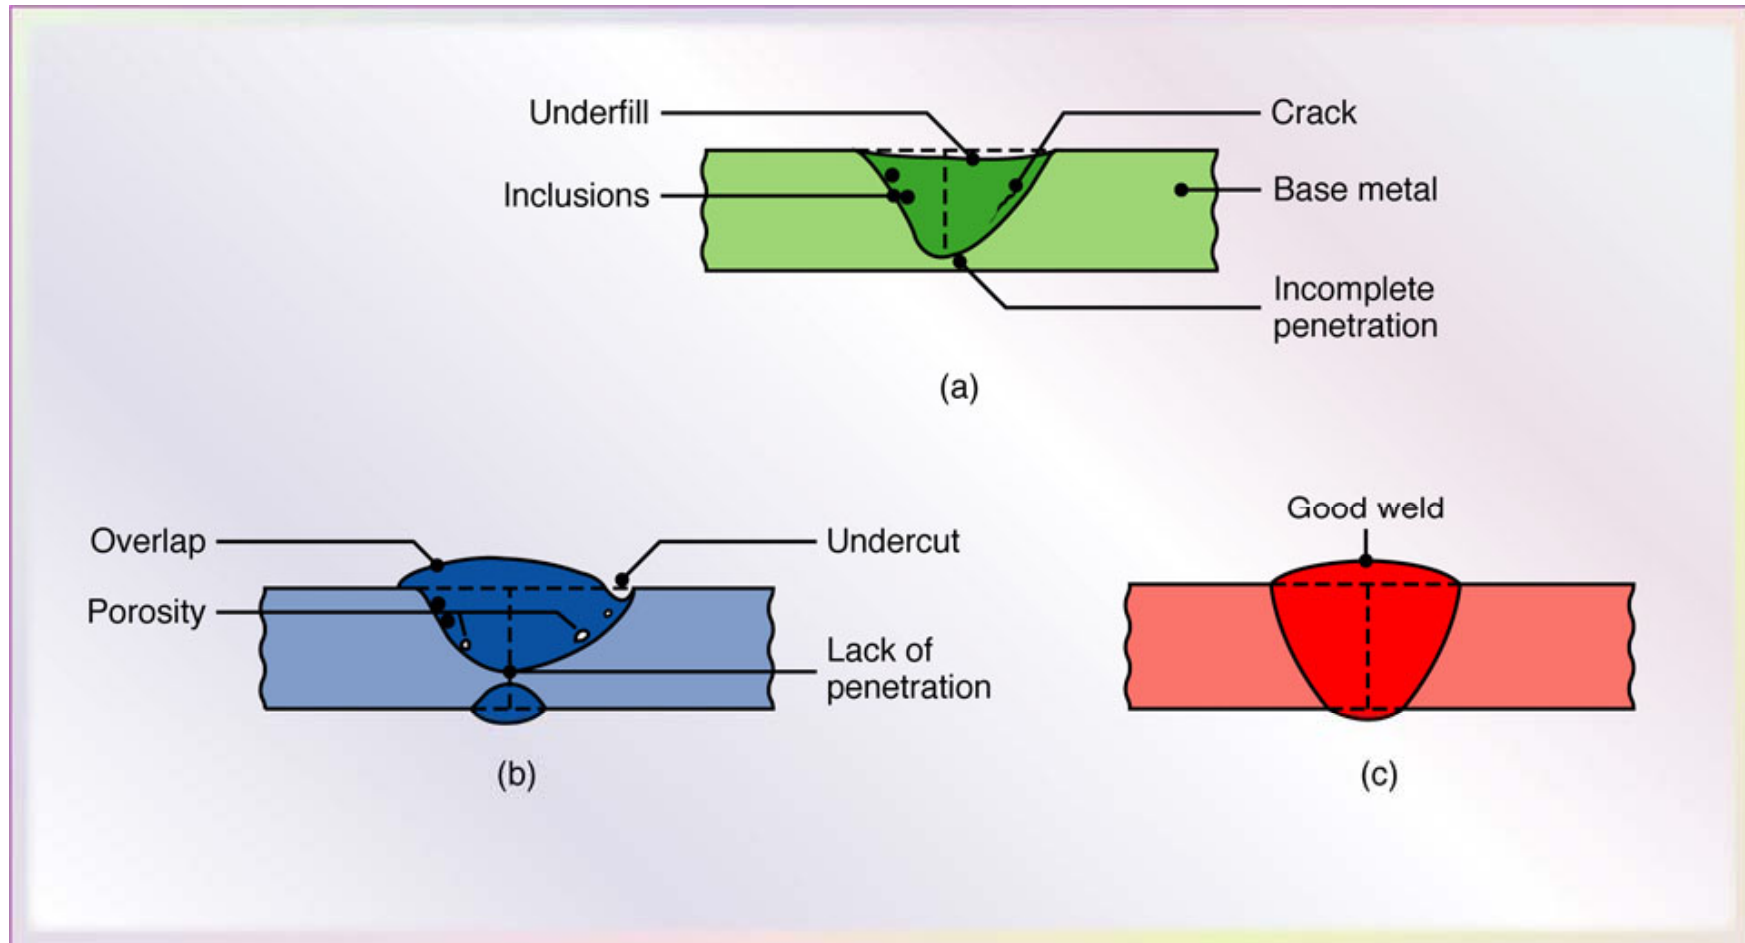 Underfill
Crack
Inclusions
Base metal
Incomplete
penetration
(a)
Good weld
Overlap
Undercut
Porosity
Lack of
penetration
(b)
(c)